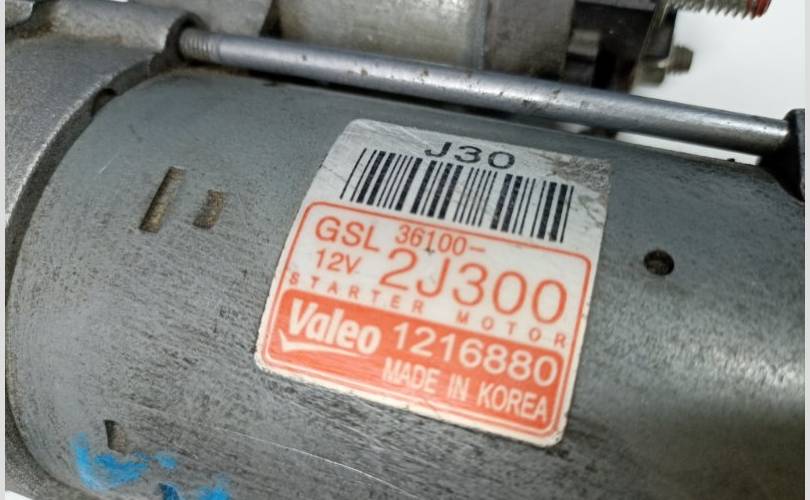 J30
GSL 36100-
12V 2J300
STARTER MOTOR
Valeo 1216880
MADE IN KOREA